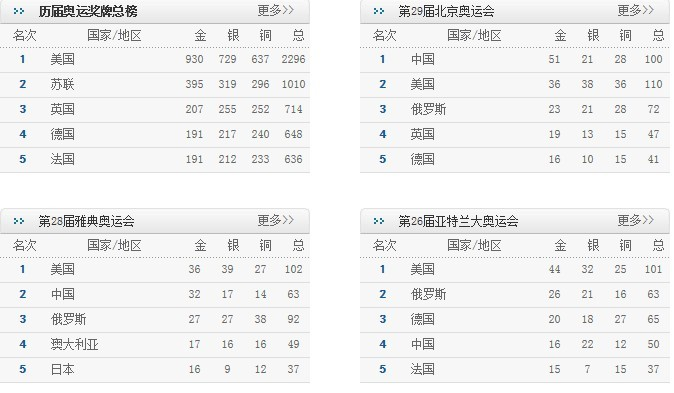 历届奥运奖牌总榜 更多>>
名次 国家/地区 金 银 铜 总
1 美国 930 729 637 2296
2 苏联 395 319 296 1010
3 英国 207 255 252 714
4 德国 191 217 240 648
5 法国 191 212 233 636
第29届北京奥运会 更多>>
名次 国家/地区 金 银 铜 总
1 中国 51 21 28 100
2 美国 36 38 36 110
3 俄罗斯 23 21 28 72
4 英国 19 13 15 47
5 德国 16 10 15 41
第28届雅典奥运会 更多>>
名次 国家/地区 金 银 铜 总
1 美国 36 39 27 102
2 中国 32 17 14 63
3 俄罗斯 27 27 38 92
4 澳大利亚 17 16 16 49
5 日本 16 9 12 37
第26届亚特兰大奥运会 更多>>
名次 国家/地区 金 银 铜 总
1 美国 44 32 25 101
2 俄罗斯 26 21 16 63
3 德国 20 18 27 65
4 中国 16 22 12 50
5 法国 15 7 15 37